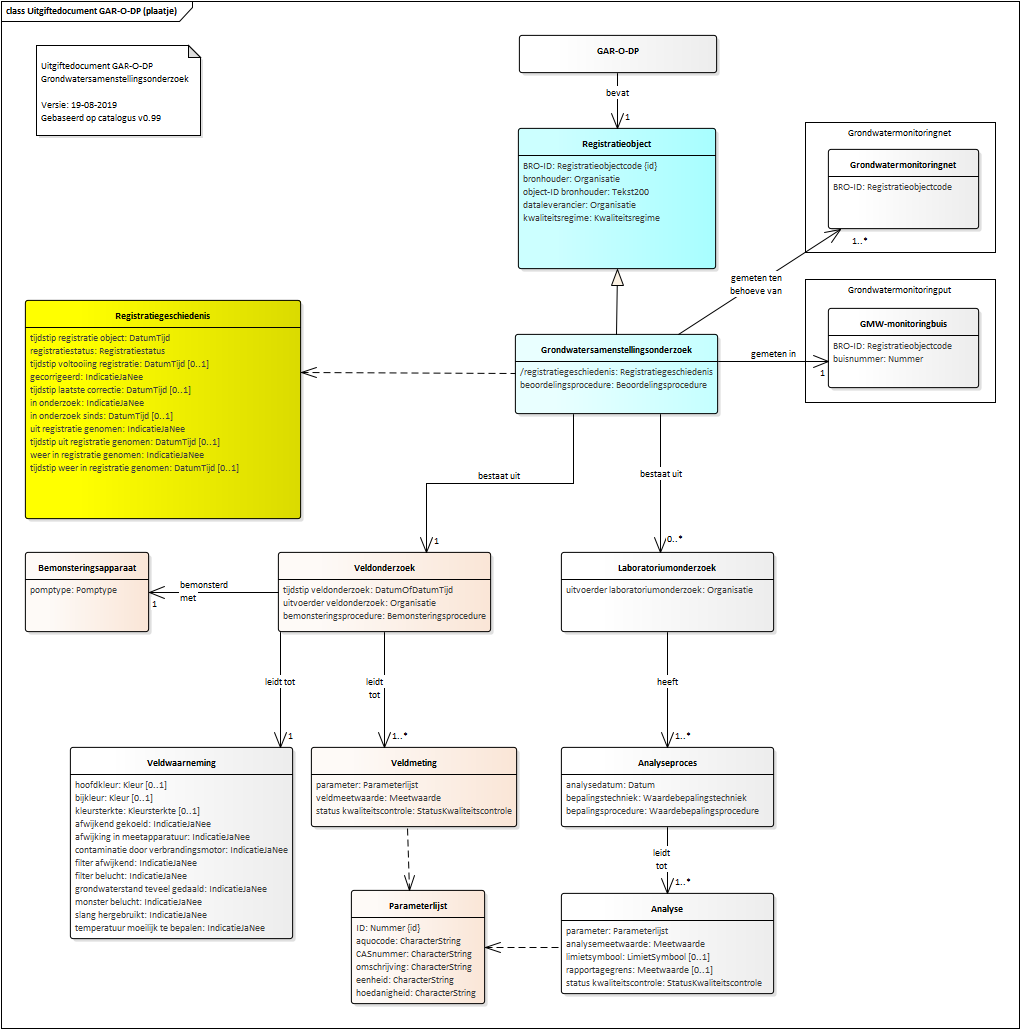 class Uitgiftedocument GAR-O-DP (plaatje)
Uitgiftedocument GAR-O-DP
Grondwatersamenstellingsonderzoek
Versie: 19-08-2019
Gebaseerd op catalogus v0.99
GAR-O-DP
bevat
1
Registratieobject
BRO-ID: Registratieobjectcode {id}
bronhouder: Organisatie
object-ID bronhouder: Tekst200
dataleverancier: Organisatie
kwaliteitsregime: Kwaliteitsregime
Grondwatermonitoringnet
Grondwatermonitoringnet
BRO-ID: Registratieobjectcode
1..*
gemeten ten
behoeve van
Grondwatermonitoringput
GMW-monitoringbuis
BRO-ID: Registratieobjectcode
buisnummer: Nummer
gemeten in
1
Grondwatersamenstellingsonderzoek
/registratiegeschiedenis: Registratiegeschiedenis
beoordelingsprocedure: Beoordelingsprocedure
Registratiegeschiedenis
tijdstip registratie object: DatumTijd
registratiestatus: Registratiestatus
tijdstip voltooiing registratie: DatumTijd [0..1]
gecorrigeerd: IndicatieJaNee
tijdstip laatste correctie: DatumTijd [0..1]
in onderzoek: IndicatieJaNee
in onderzoek sinds: DatumTijd [0..1]
uit registratie genomen: IndicatieJaNee
tijdstip uit registratie genomen: DatumTijd [0..1]
weer in registratie genomen: IndicatieJaNee
tijdstip weer in registratie genomen: DatumTijd [0..1]
bestaat uit
1
bestaat uit
0..*
Bemonsteringsapparaat
pomptype: Pomptype
bemonsterd
met
1
Veldonderzoek
tijdstip veldonderzoek: DatumOfDatumTijd
uitvoerder veldonderzoek: Organisatie
bemonsteringsprocedure: Bemonsteringsprocedure
Laboratoriumonderzoek
uitvoerder laboratoriumonderzoek: Organisatie
leidt tot
1
leidt
tot
1..*
heeft
1..*
Veldwaarneming
hoofdkleur: Kleur [0..1]
bijkleur: Kleur [0..1]
kleursterkte: Kleursterkte [0..1]
afwijkend gekoeld: IndicatieJaNee
afwijking in meetapparatuur: IndicatieJaNee
contaminatie door verbrandingsmotor: IndicatieJaNee
filter afwijkend: IndicatieJaNee
filter belucht: IndicatieJaNee
grondwaterstand teveel gedaald: IndicatieJaNee
monster belucht: IndicatieJaNee
slang hergebruikt: IndicatieJaNee
temperatuur moeilijk te bepalen: IndicatieJaNee
Veldmeting
parameter: Parameterlijst
veldmeetwaarde: Meetwaarde
status kwaliteitscontrole: StatusKwaliteitscontrole
Analyseproces
analysedatum: Datum
bepalingstechniek: Waardebepalingstechniek
bepalingsprocedure: Waardebepalingsprocedure
leidt
tot
1..*
Parameterlijst
ID: Nummer {id}
aquocode: CharacterString
CASnummer: CharacterString
omschrijving: CharacterString
eenheid: CharacterString
hoedanigheid: CharacterString
Analyse
parameter: Parameterlijst
analysemeetwaarde: Meetwaarde
limietsymbool: LimietSymbool [0..1]
rapportagegrens: Meetwaarde [0..1]
status kwaliteitscontrole: StatusKwaliteitscontrole